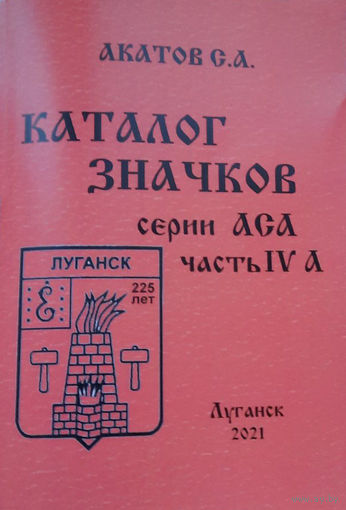 АКАТОВ С.А.
КАТАЛОГ
ЗНАЧКОВ
серии АСА
часть IV А
ЛУГАНСК
Ё
225
лет
Луганск
2021